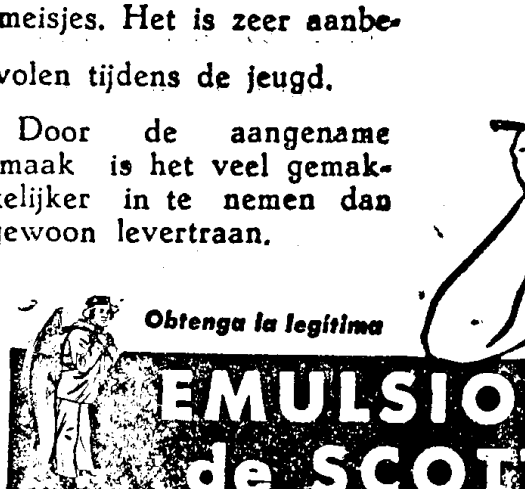 meisjes. Het is zeer aanbe-
volen tijdens de jeugd.
Door de aangename
maak is het veel gemak-
kelijker in te nemen dan
gewoon levertraan.
Obtenga la legítima
EMULSIO
de SCOT